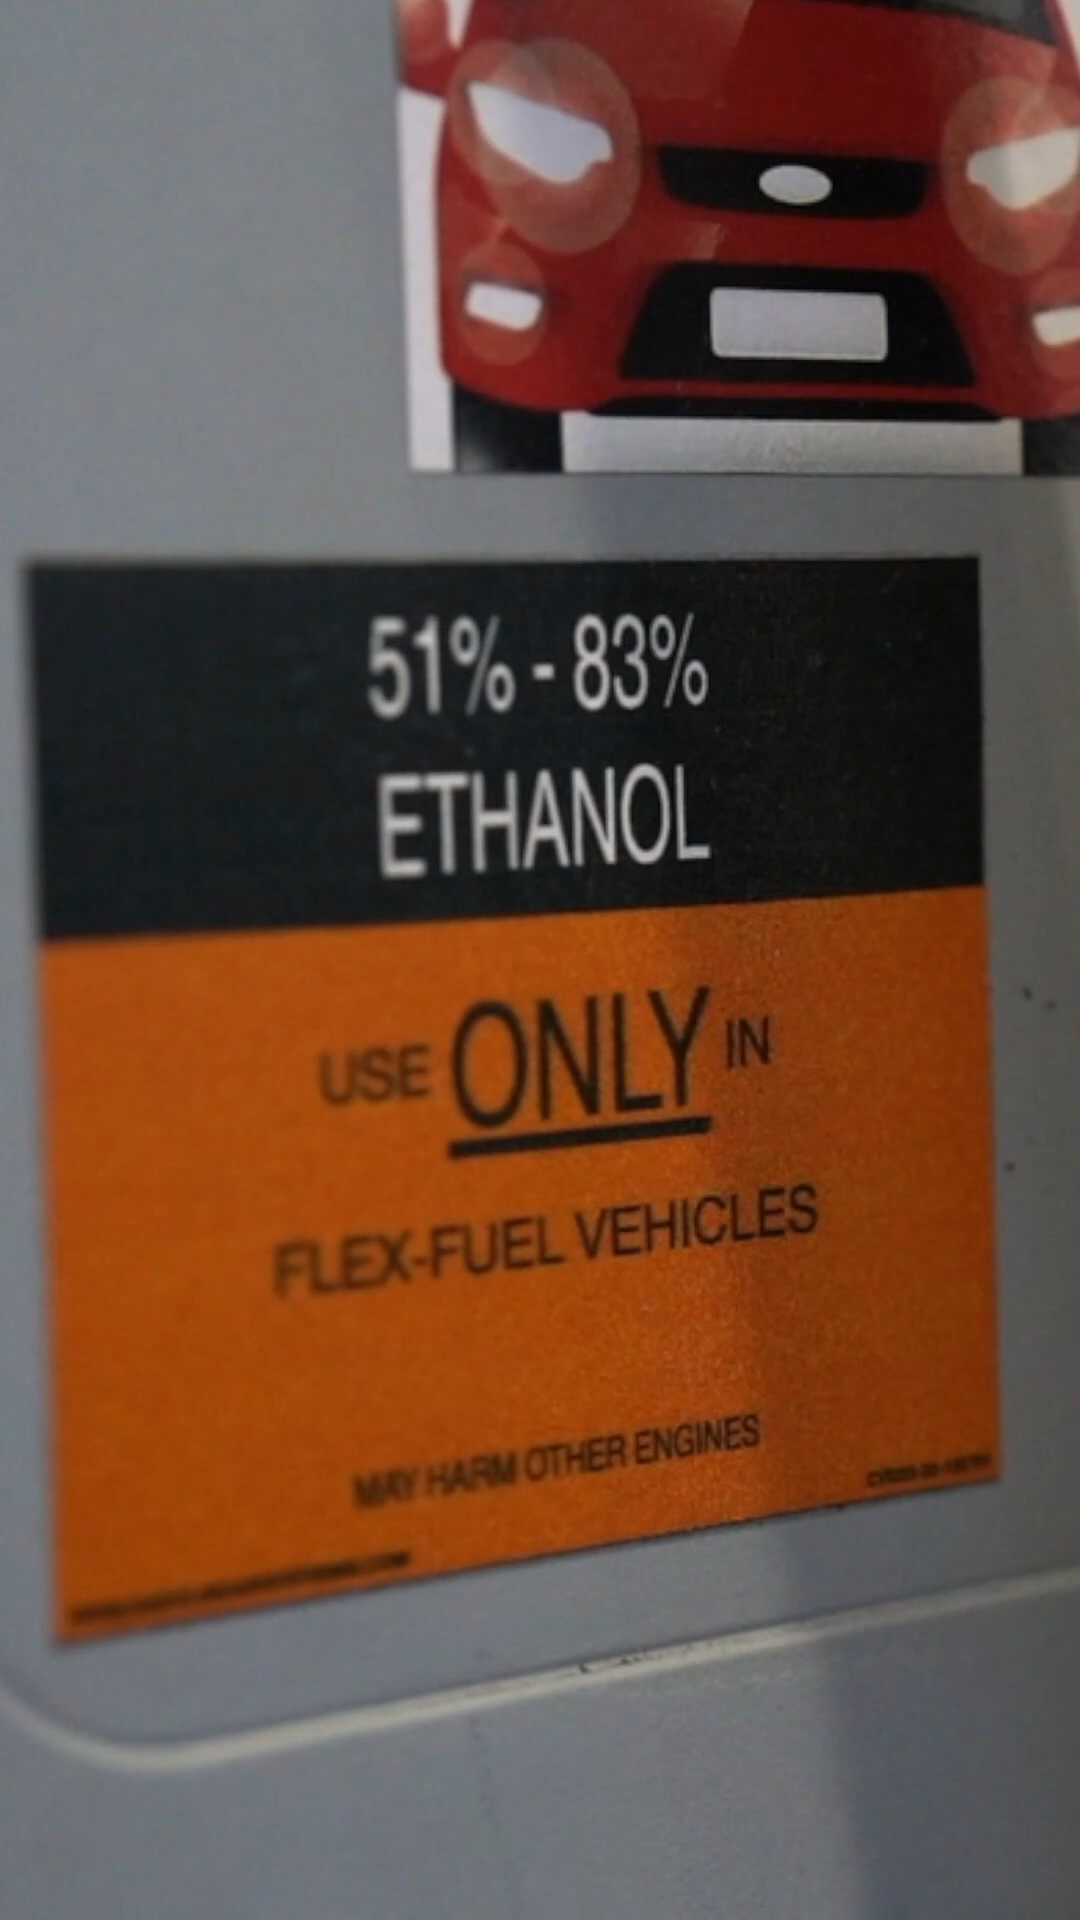 51% - 83%
ETHANOL
USE ONLY IN
FLEX-FUEL VEHICLES
MAY HARM OTHER ENGINES